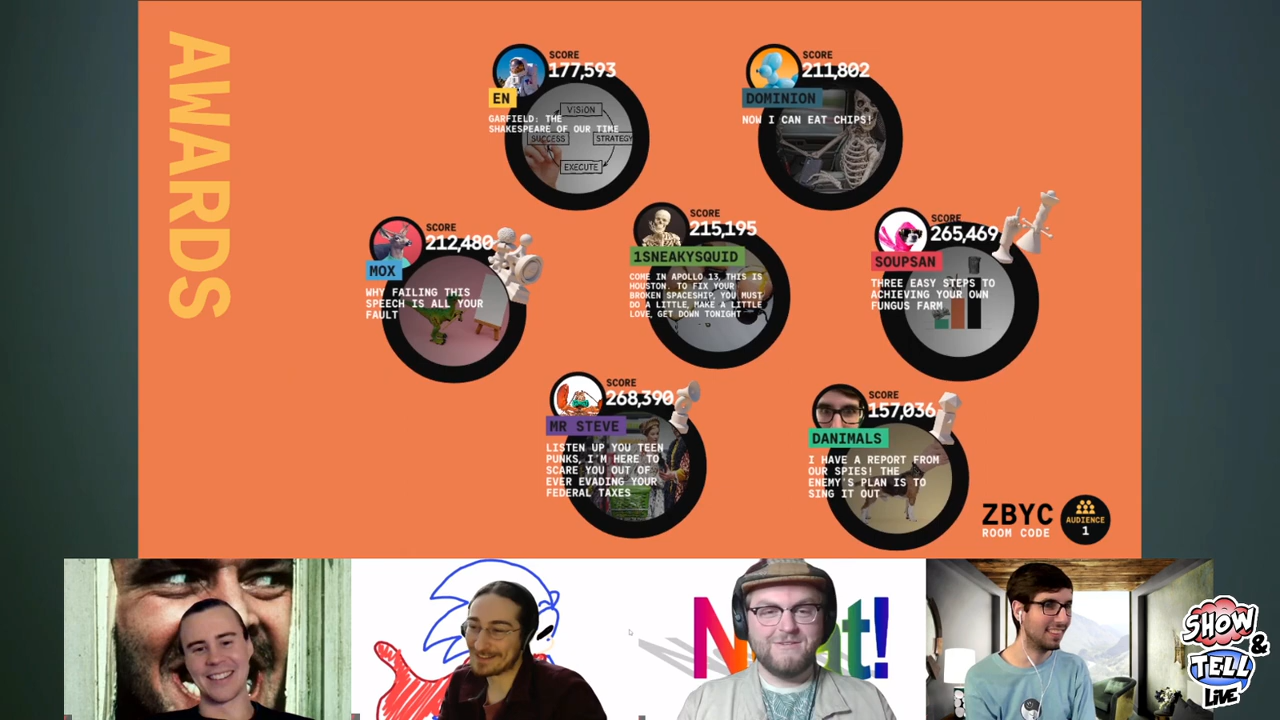 AWARDS
SCORE
177,593
EN
GARFIELD: THE
SHAKESPEARE OF OUR TIME
VISION
SUCCESS
STRATEGY
EXECUTE
SCORE
211,802
DOMINION
NOW I CAN EAT CHIPS!
SCORE
212,480
MOX
WHY FAILING THIS
SPEECH IS ALL YOUR
FAULT
SCORE
215,195
1SNEAKYSQUID
COME IN APOLLO 13, THIS IS
HOUSTON. TO FIX YOUR
BROKEN SPACESHIP, YOU MUST
DO A LITTLE, MAKE A LITTLE
LOVE, GET DOWN TONIGHT
SCORE
265,469
SOUPSAN
THREE EASY STEPS TO
ACHIEVING YOUR OWN
FUNGUS FARM
SCORE
268,390
MR STEVE
LISTEN UP YOU TEEN
PUNKS, I'M HERE TO
SCARE YOU OUT OF
EVER EVADING YOUR
FEDERAL TAXES
SCORE
157,036
DANIMALS
I HAVE A REPORT FROM
OUR SPIES! THE
ENEMY'S PLAN IS TO
SING IT OUT
ZBYC
ROOM CODE
AUDIENCE
1
SHOW
&
TELL
LIVE